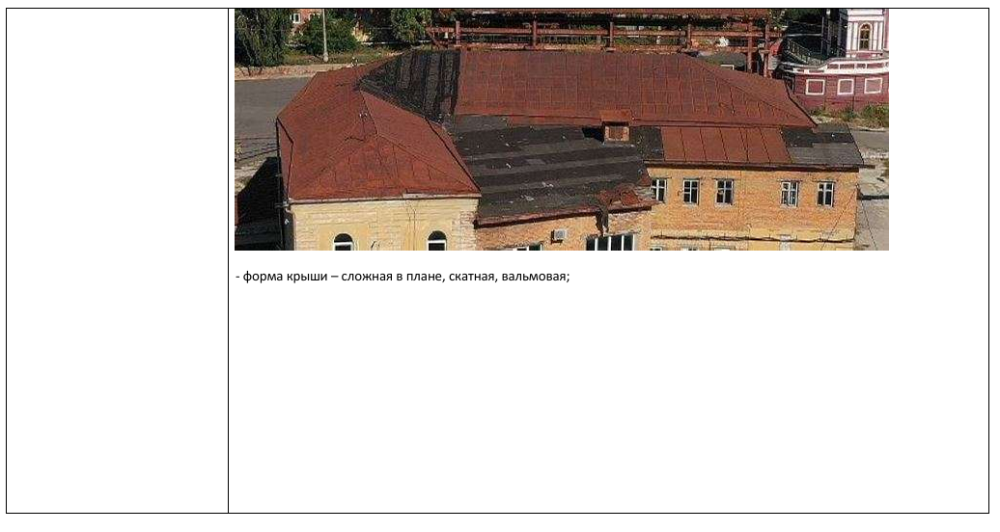 - форма крыши – сложная в плане, скатная, вальмовая;